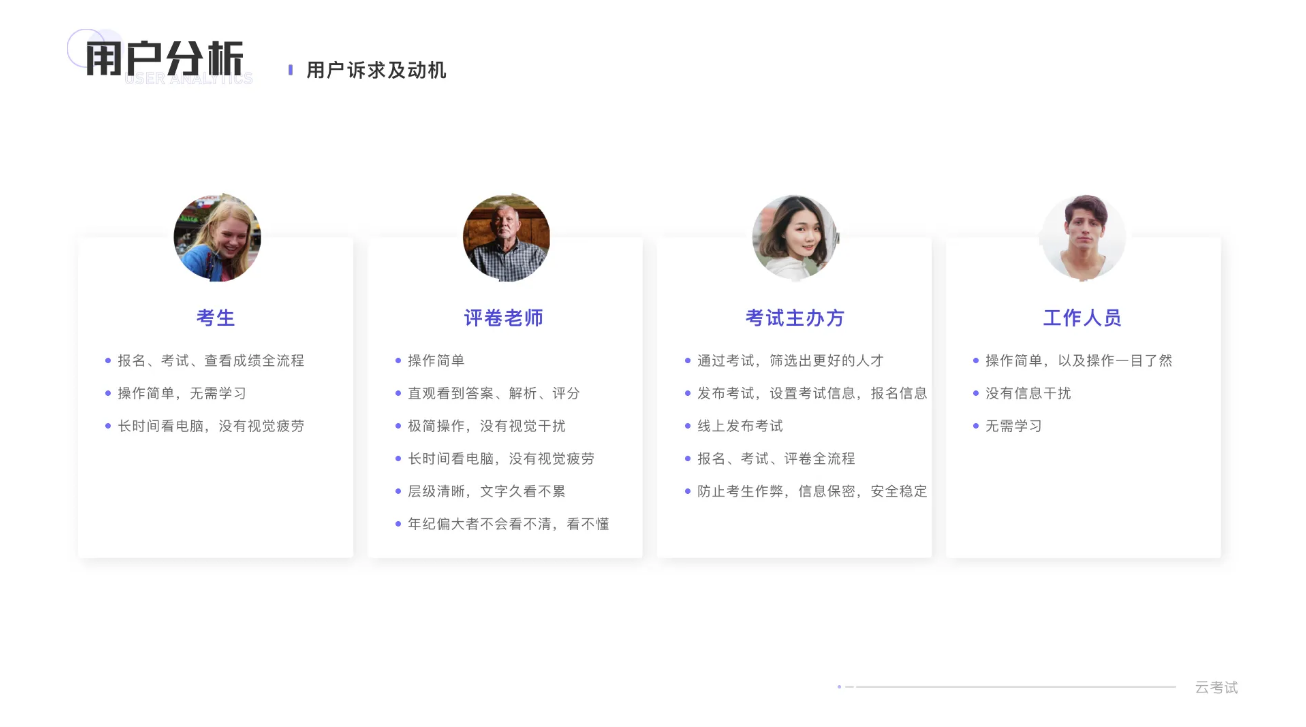 用户分析
USER ANALYTICS
用户诉求及动机
考生
报名、考试、查看成绩全流程
操作简单，无需学习
长时间看电脑，没有视觉疲劳
评卷老师
操作简单
直观看到答案、解析、评分
极简操作，没有视觉干扰
长时间看电脑，没有视觉疲劳
层级清晰，文字久看不累
年纪偏大者不会看不清，看不懂
考试主办方
通过考试，筛选出更好的人才
发布考试，设置考试信息，报名信息
线上发布考试
报名、考试、评卷全流程
防止考生作弊，信息保密，安全稳定
工作人员
操作简单，以及操作一目了然
没有信息干扰
无需学习
云考试